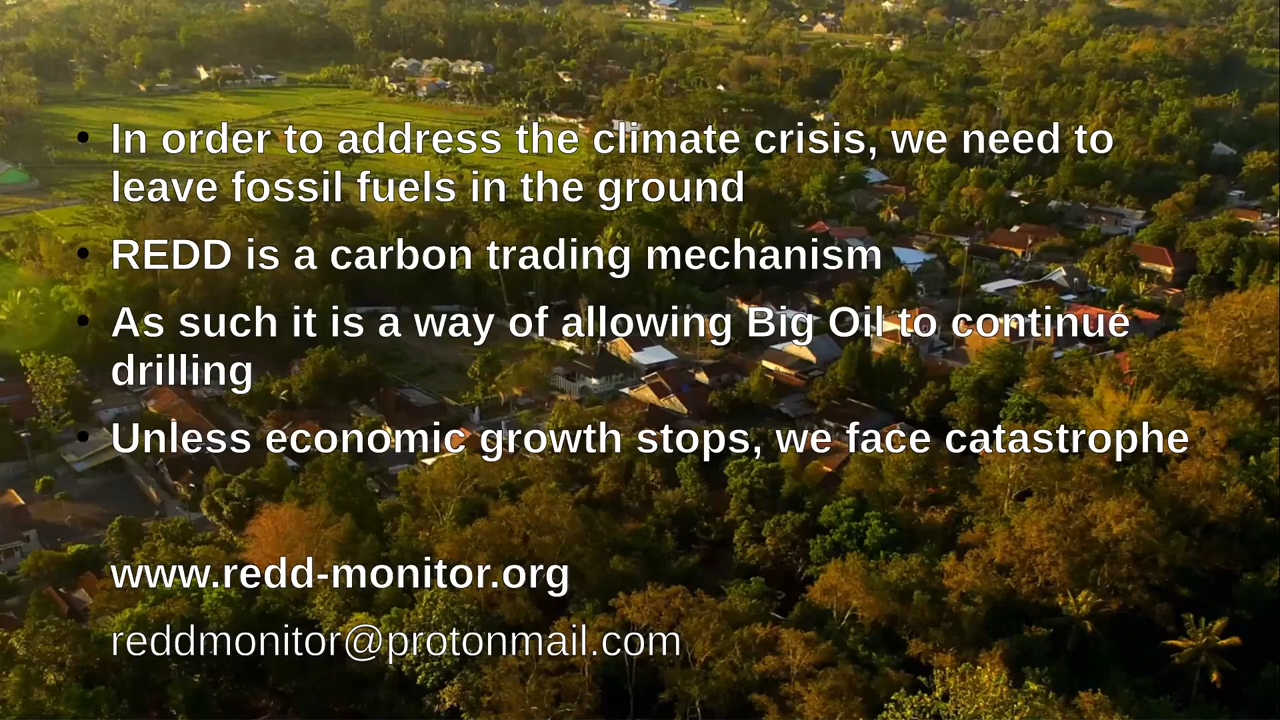 • In order to address the climate crisis, we need to
leave fossil fuels in the ground
• REDD is a carbon trading mechanism
• As such it is a way of allowing Big Oil to continue
drilling
• Unless economic growth stops, we face catastrophe
www.redd-monitor.org
reddmonitor@protonmail.com